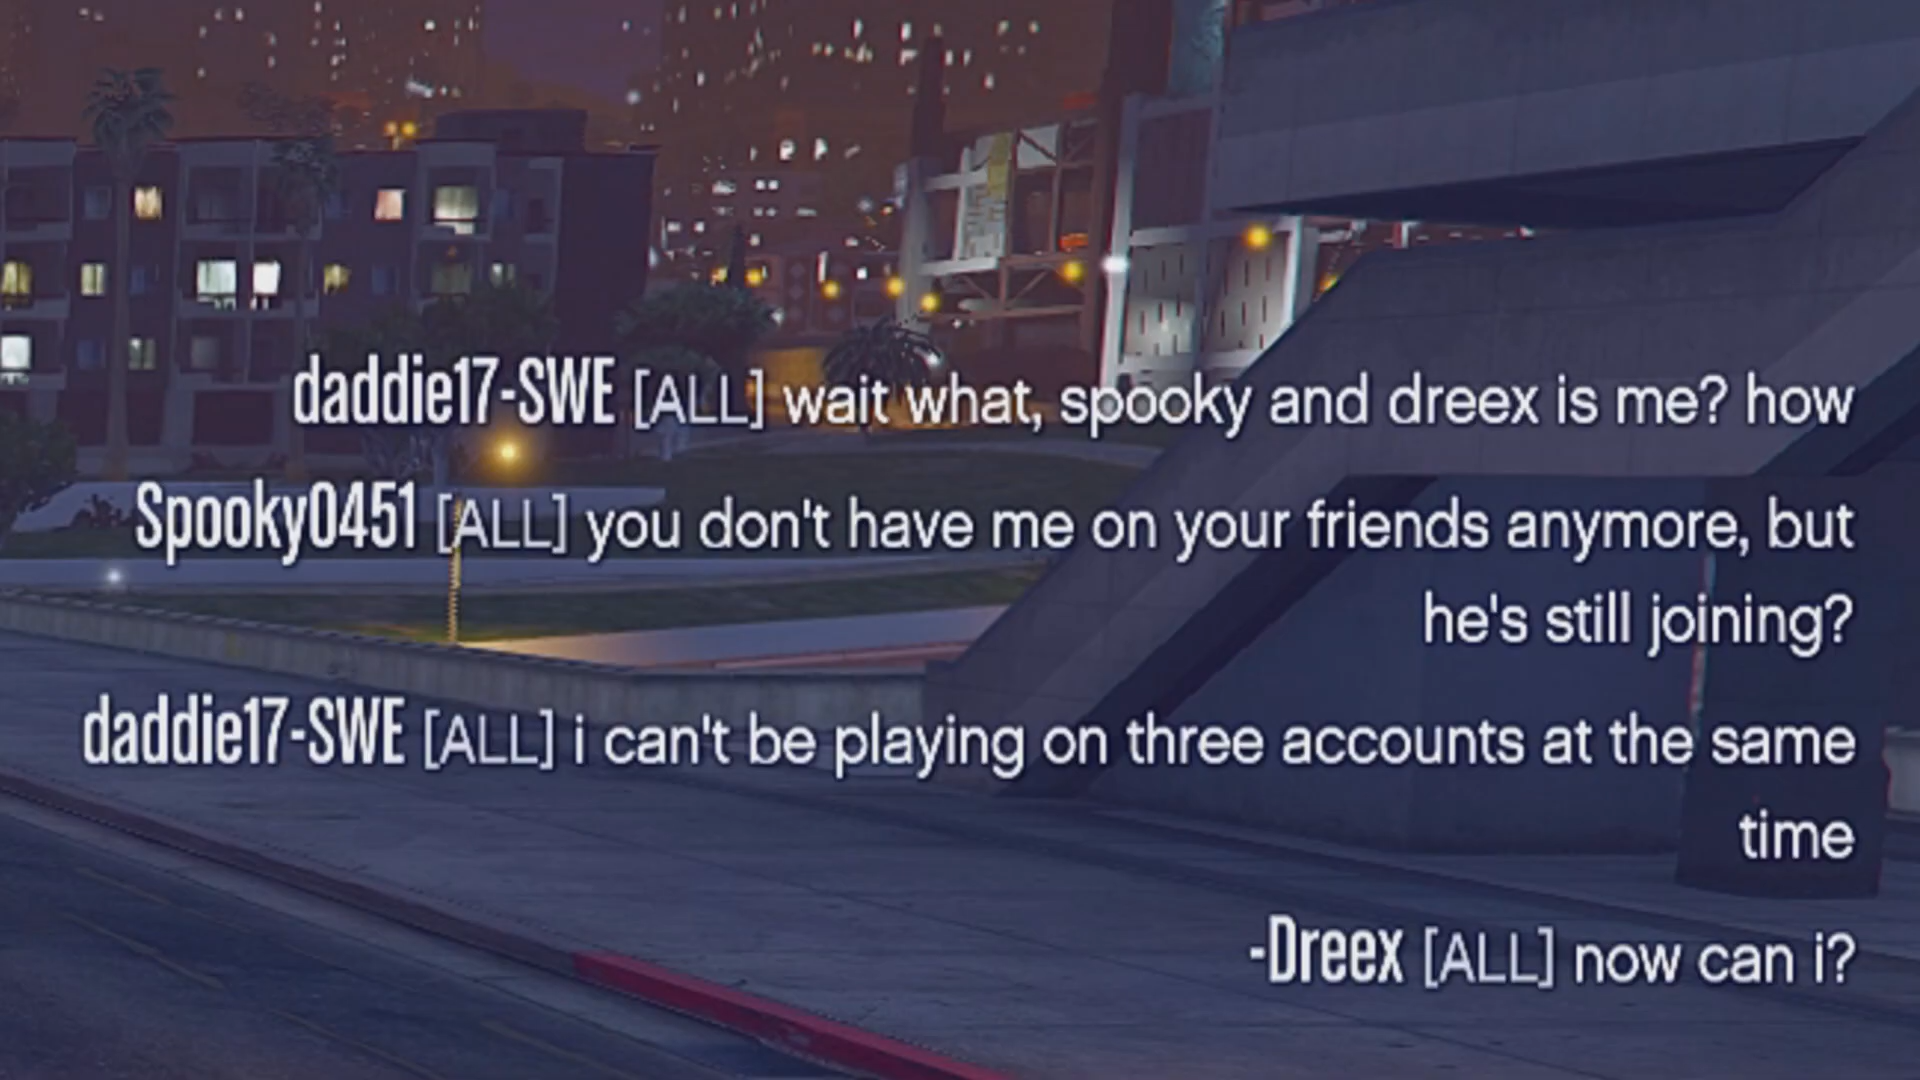 daddie17-SWE [ALL] wait what, spooky and dreex is me? how
Spooky0451 [ALL] you don't have me on your friends anymore, but
he's still joining?
daddie17-SWE [ALL] i can't be playing on three accounts at the same
time
-Dreex [ALL] now can i?